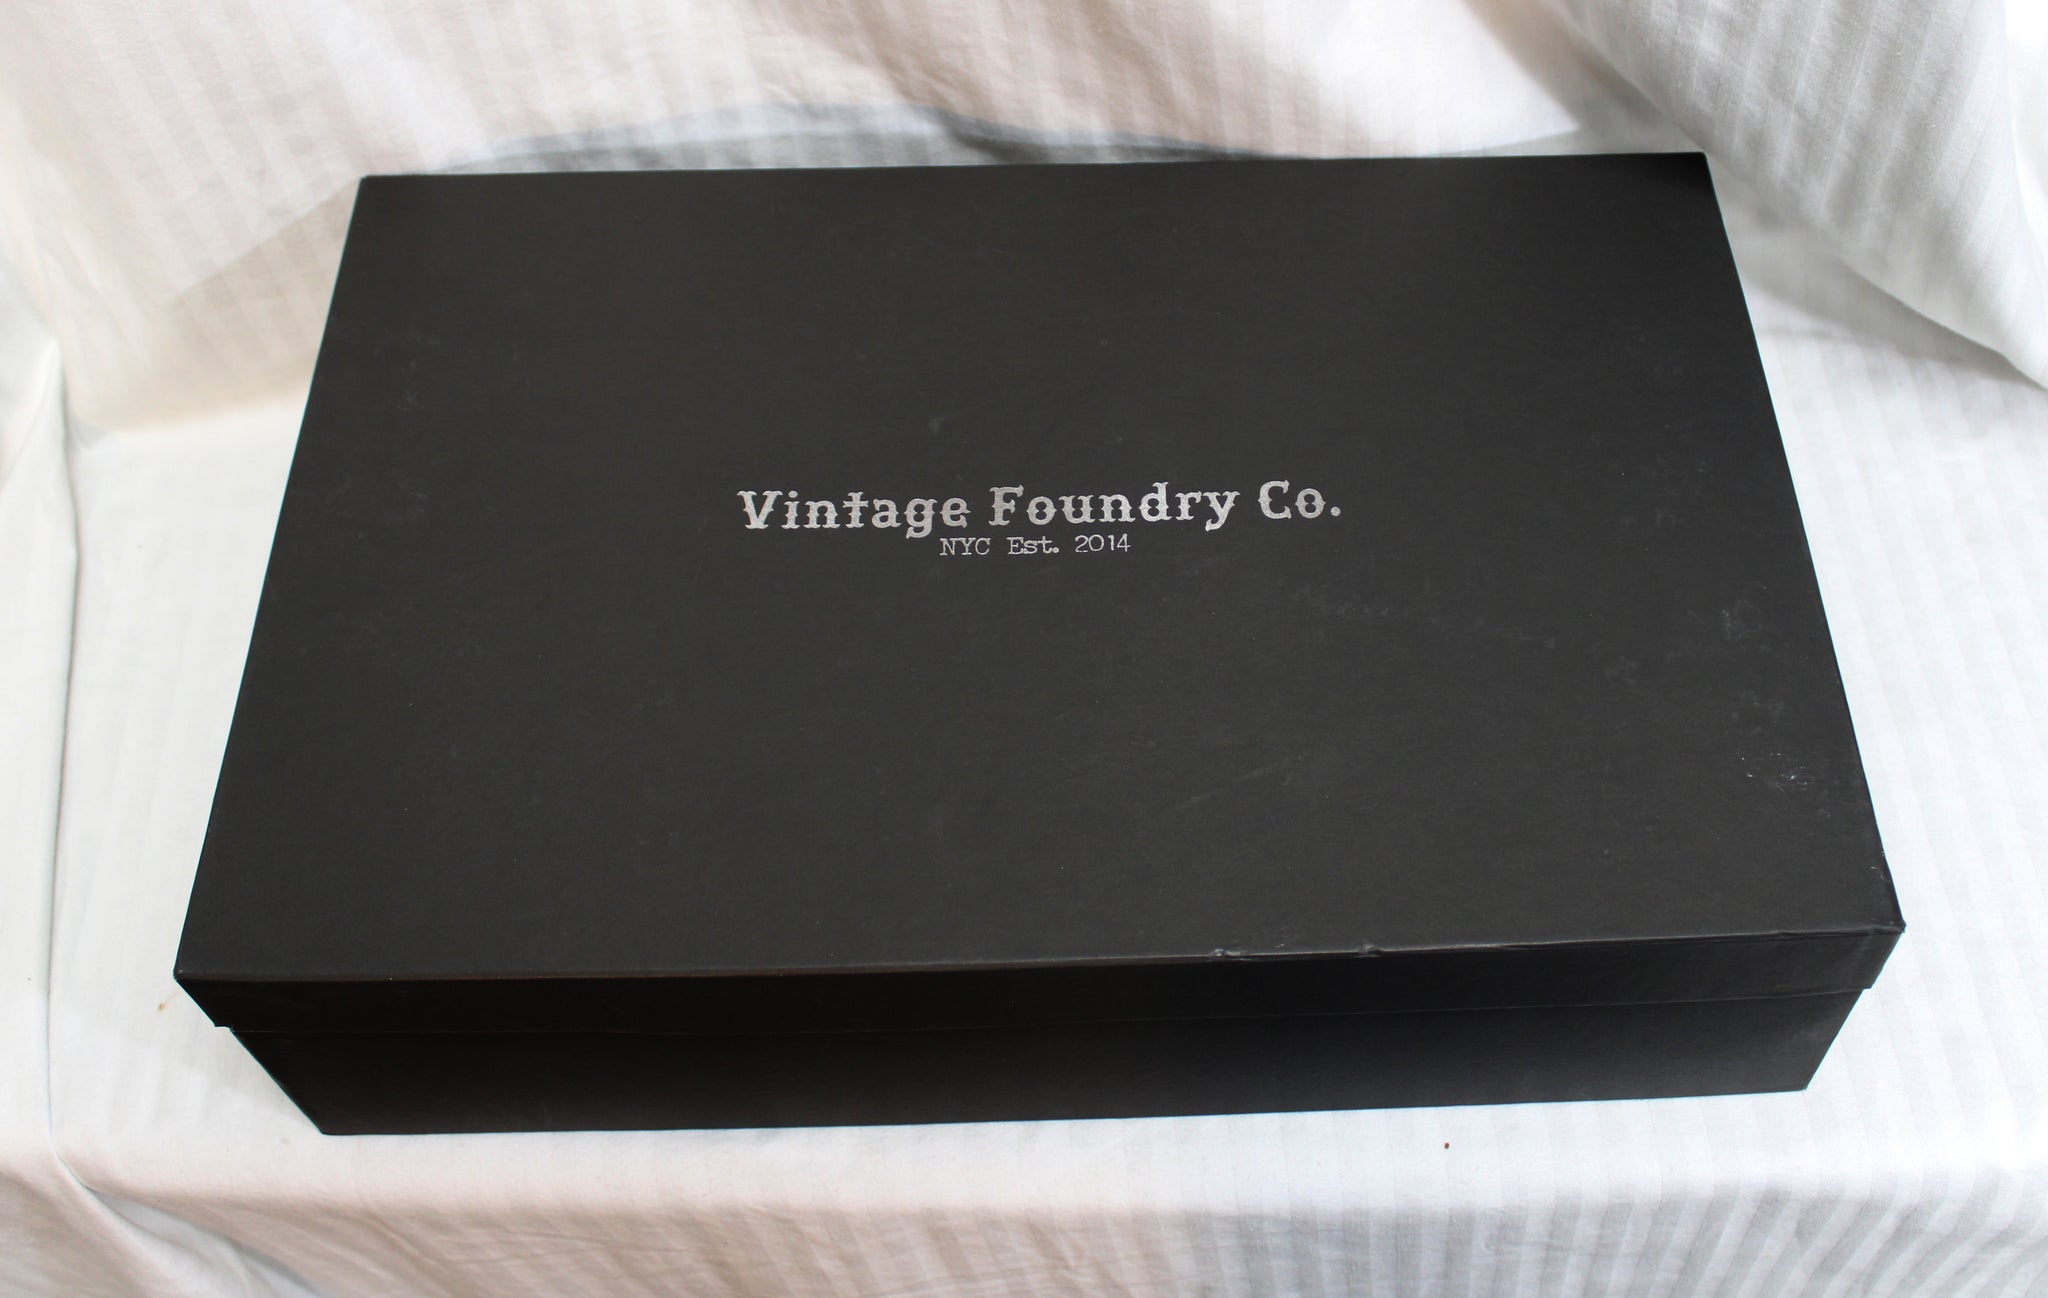 Vintage Foundry Co.
NYC Est. 2014